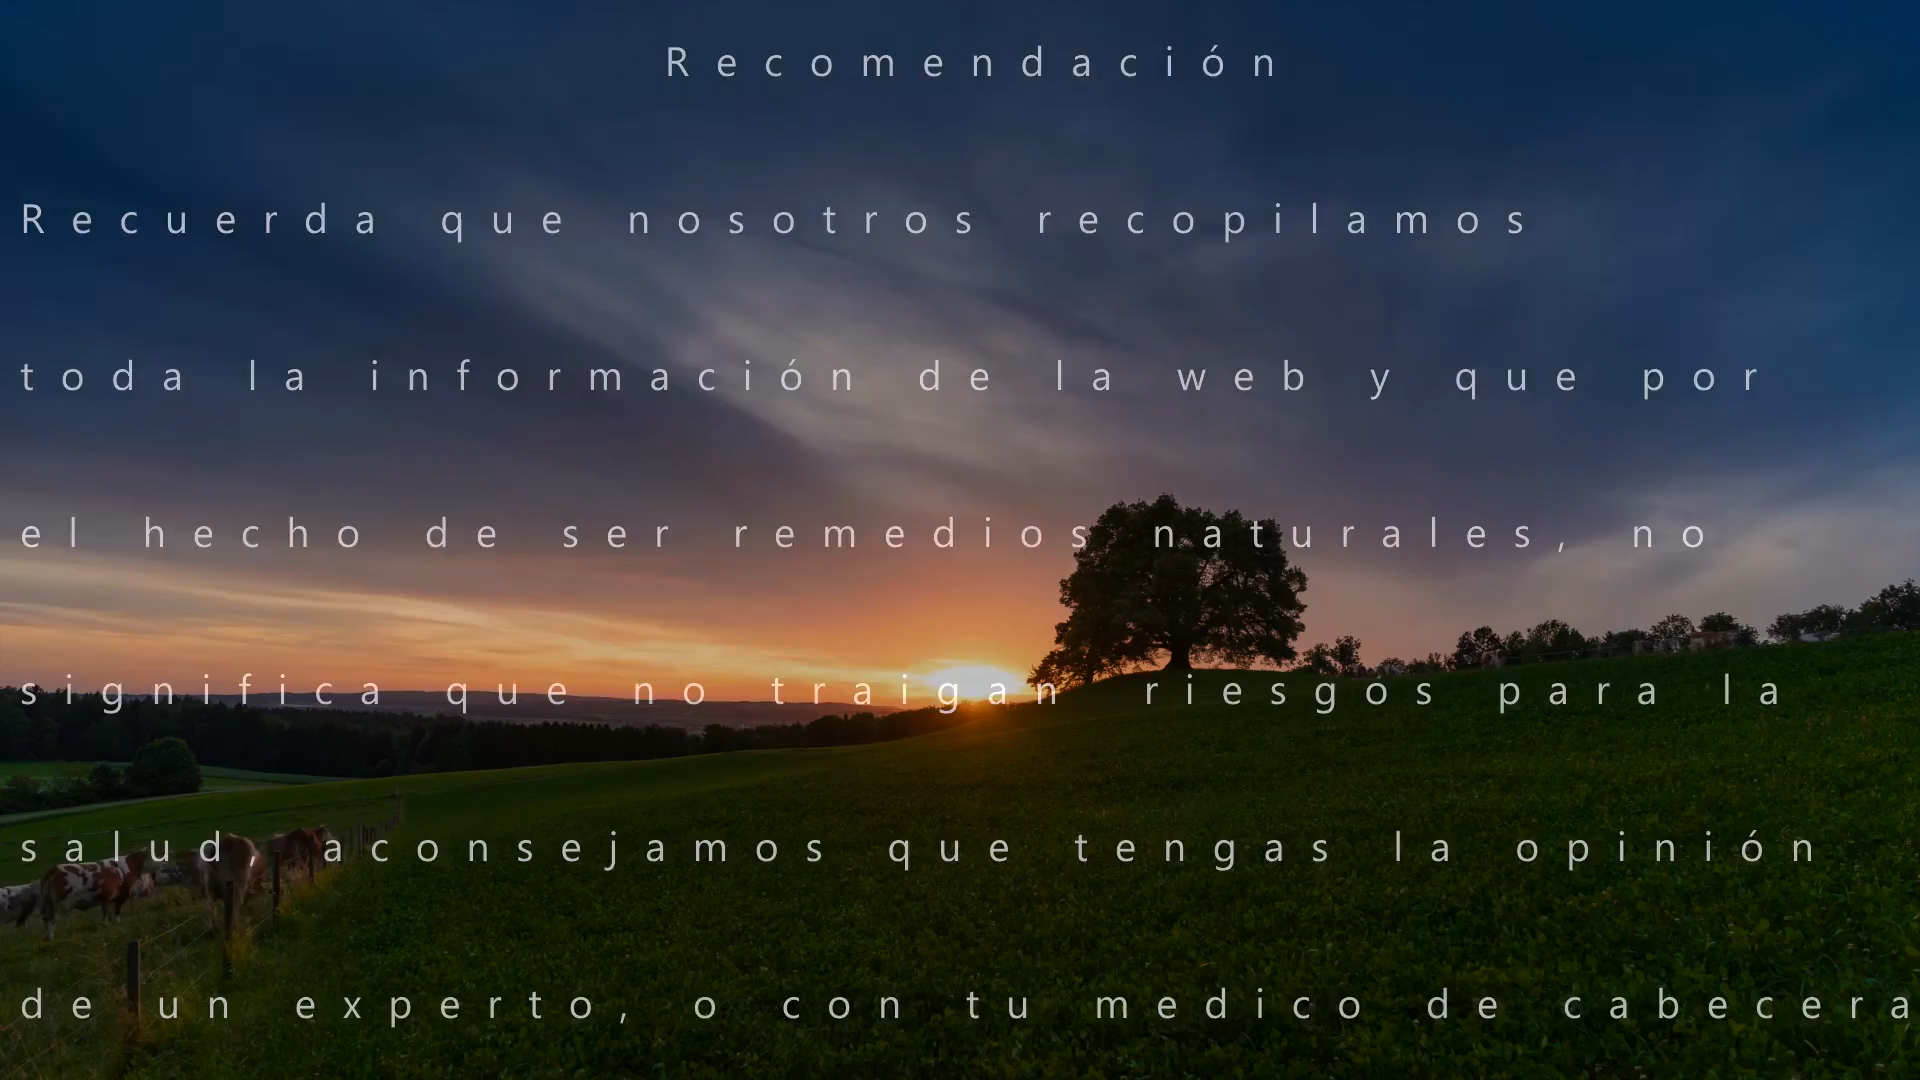 Recomendación
Recuerda que nosotros recopilamos
toda la información de la web y que por
el hecho de ser remedios naturales, no
significa que no traigan riesgos para la
salud, aconsejamos que tengas la opinión
de un experto, o con tu medico de cabecera